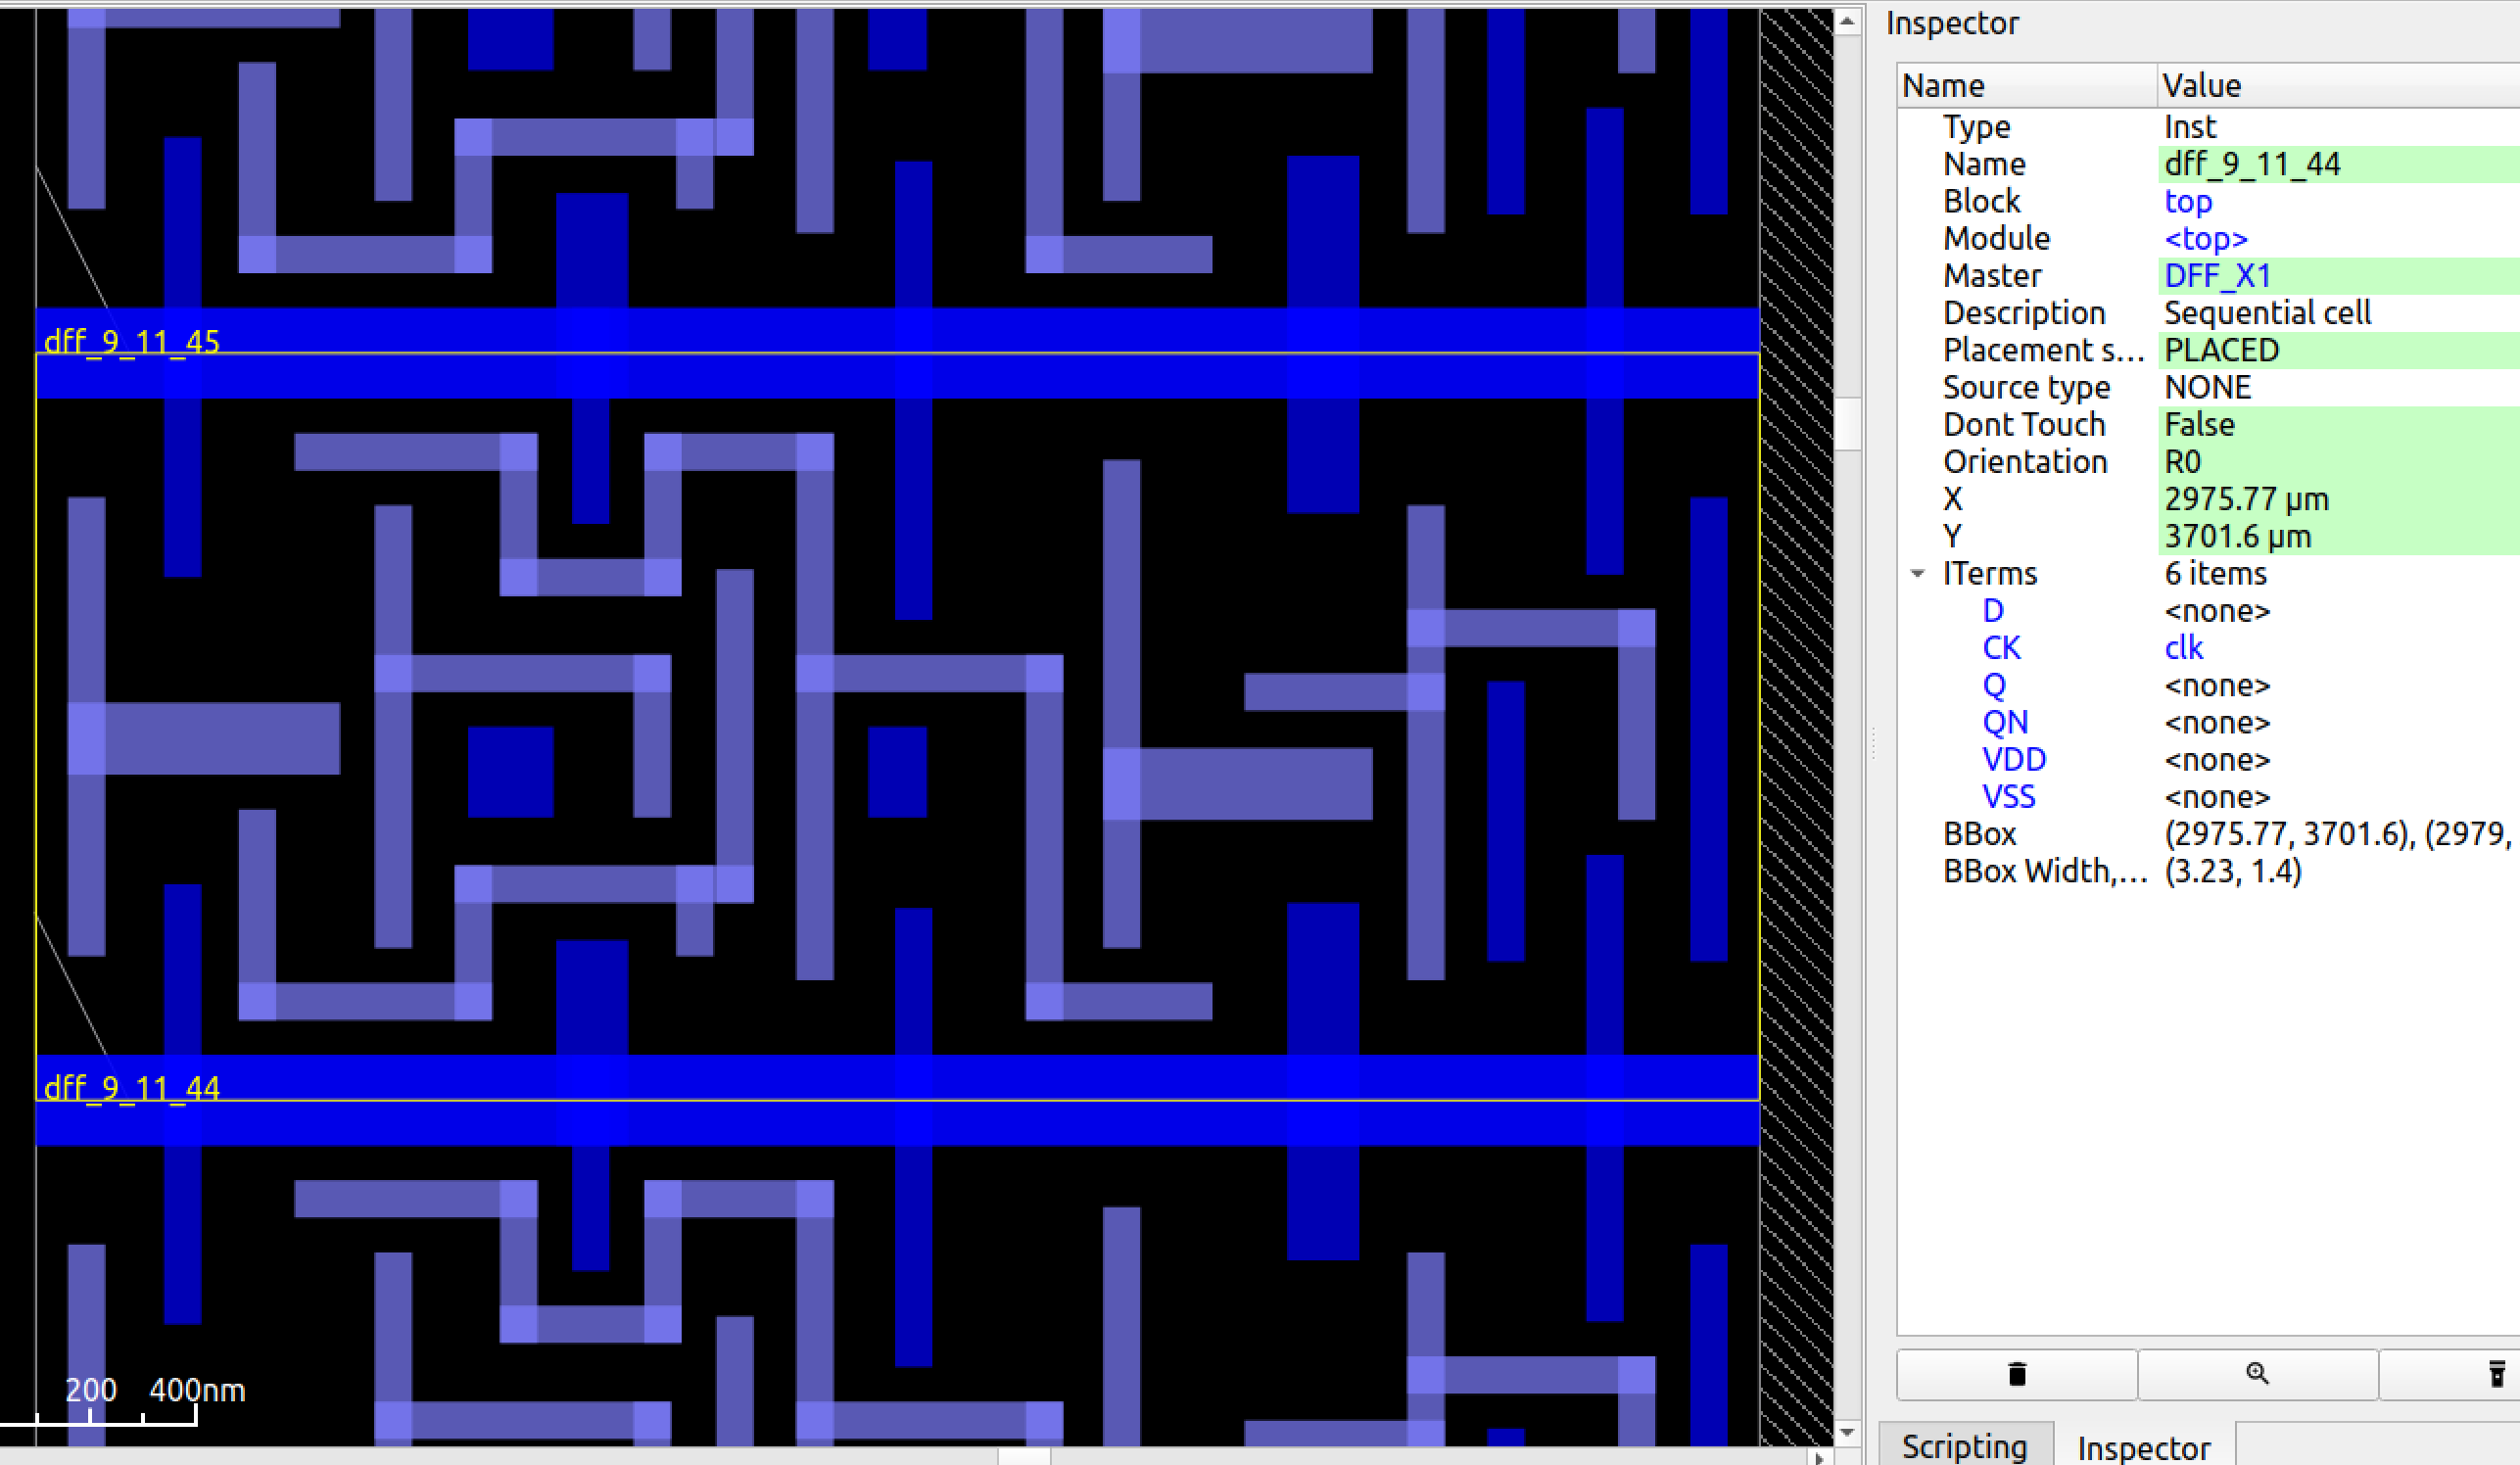 Inspector
Name Value
Type Inst
Name dff_9_11_44
Block top
Module <top>
Master DFF_X1
Description Sequential cell
Placement s... PLACED
Source type NONE
Dont Touch False
Orientation R0
X 2975.77 µm
Y 3701.6 µm
ITerms 6 items
D <none>
CK clk
Q <none>
QN <none>
VDD <none>
VSS <none>
BBox (2975.77, 3701.6), (2979,
BBox Width,... (3.23, 1.4)
dff_9_11_45
dff_9_11_44
200 400nm
Scripting Inspector